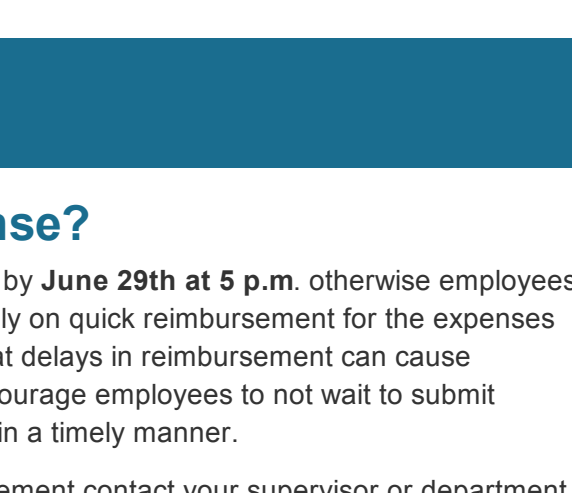 nse?
by June 29th at 5 p.m. otherwise employees
ly on quick reimbursement for the expenses
at delays in reimbursement can cause
ourage employees to not wait to submit
in a timely manner.
ement contact your supervisor or department